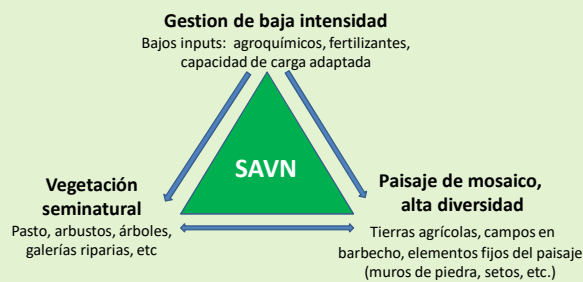 Gestion de baja intensidad
Bajos inputs: agroquímicos, fertilizantes,
capacidad de carga adaptada
SAVN
Vegetación
seminatural
Pasto, arbustos, árboles,
galerías riparias, etc
Paisaje de mosaico,
alta diversidad
Tierras agrícolas, campos en
barbecho, elementos fijos del paisaje
(muros de piedra, setos, etc.)